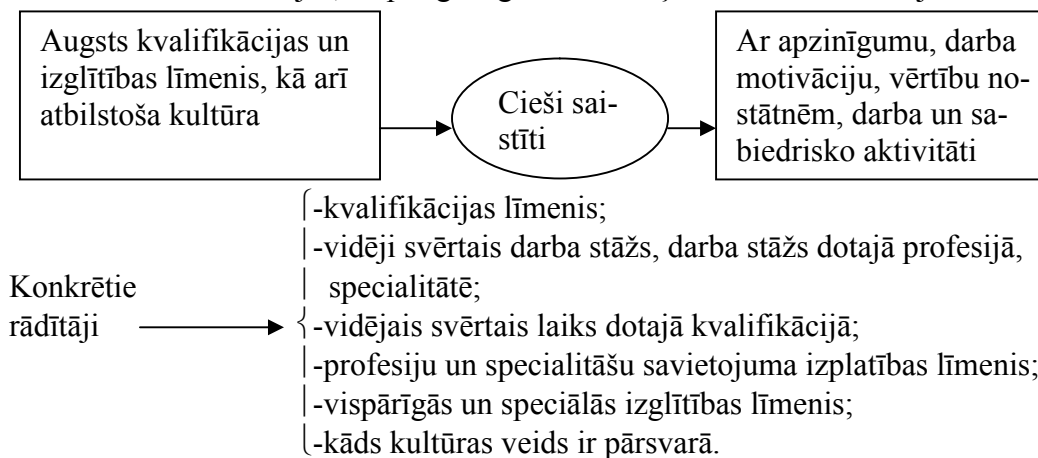 Augsts kvalifikācijas un
izglītības līmenis, kā arī
atbilstoša kultūra
Cieši sai-
stīti
Ar apzinīgumu, darba
motivāciju, vērtību no-
stātnēm, darba un sa-
biedrisko aktivitāti
Konkrētie
rādītāji
-kvalifikācijas līmenis;
-vidēji svērtais darba stāžs, darba stāžs dotajā profesijā,
specialitātē;
-vidējais svērtais laiks dotajā kvalifikācijā;
-profesiju un specialitāšu savietojuma izplatības līmenis;
-vispārīgās un speciālās izglītības līmenis;
-kāds kultūras veids ir pārsvarā.